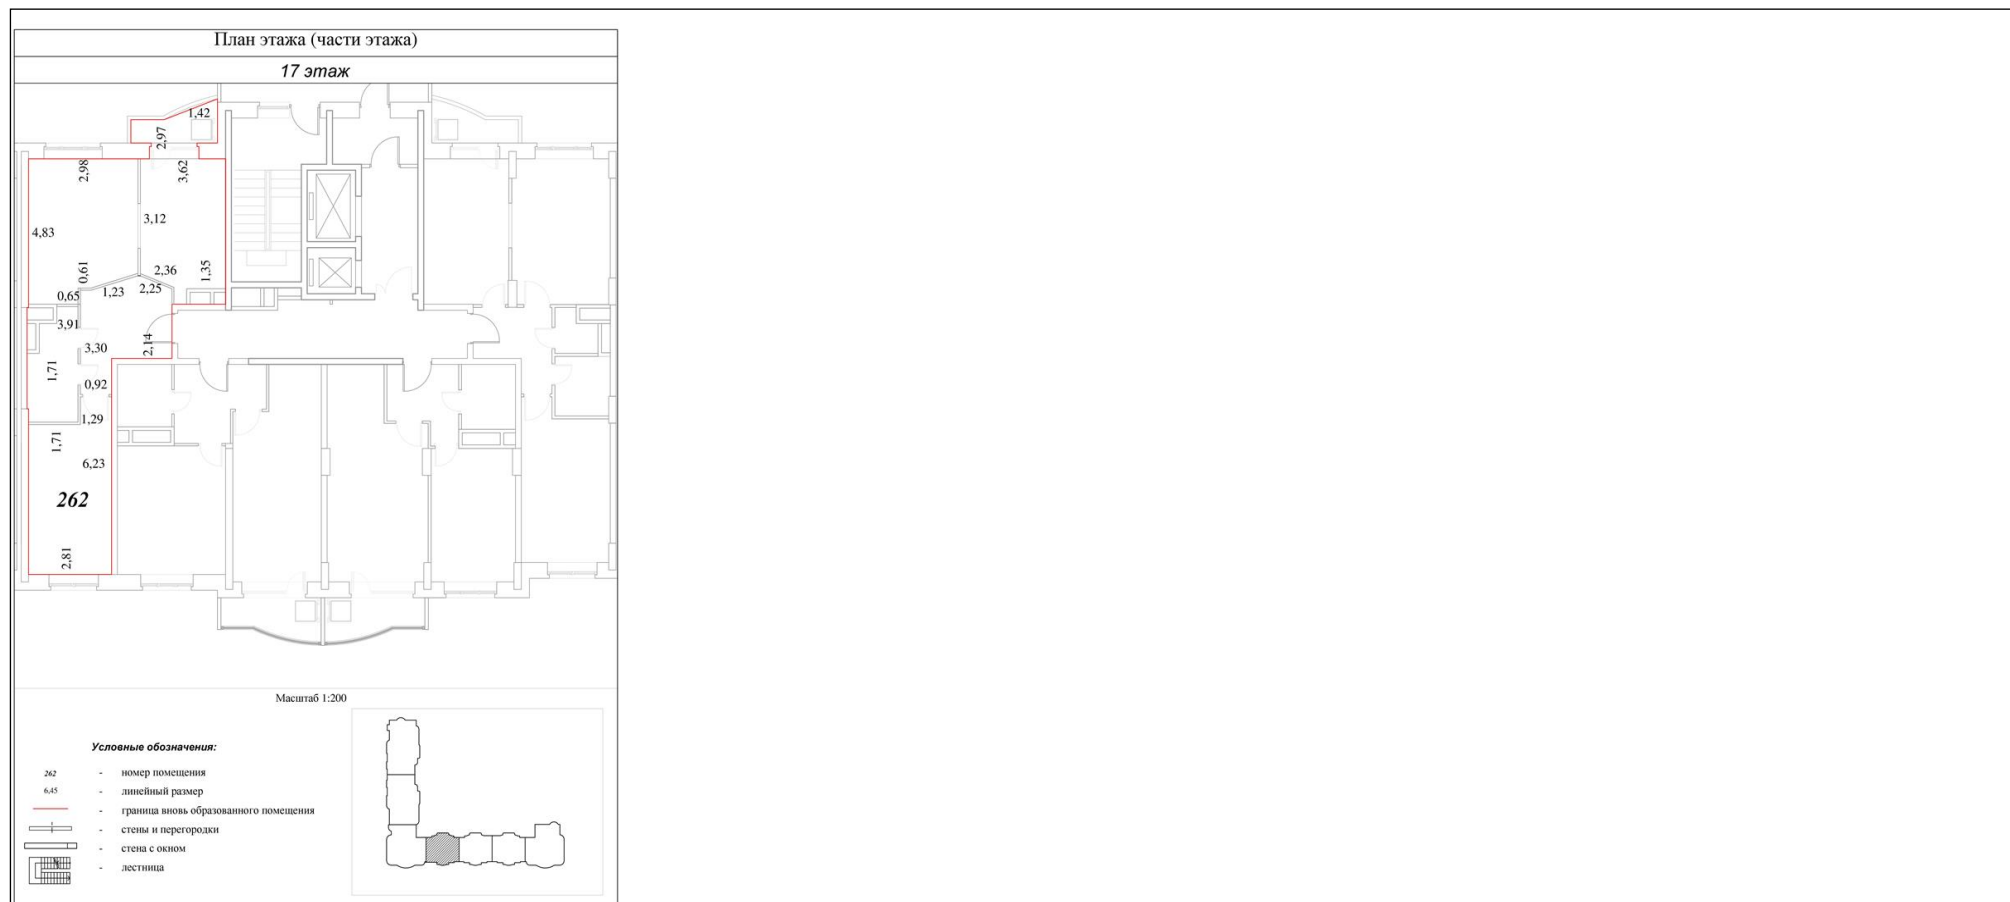 План этажа (части этажа)
17 этаж
1,42
2,97
2,98
3,62
3,12
4,83
0,61
2,36
1,35
1,23
2,25
0,65
3,91
3,30
2,14
1,71
0,92
1,29
1,71
6,23
262
2,81
Масштаб 1:200
Условные обозначения:
262 - номер помещения
6,45 - линейный размер
- граница вновь образованного помещения
- стены и перегородки
- стена с окном
- лестница